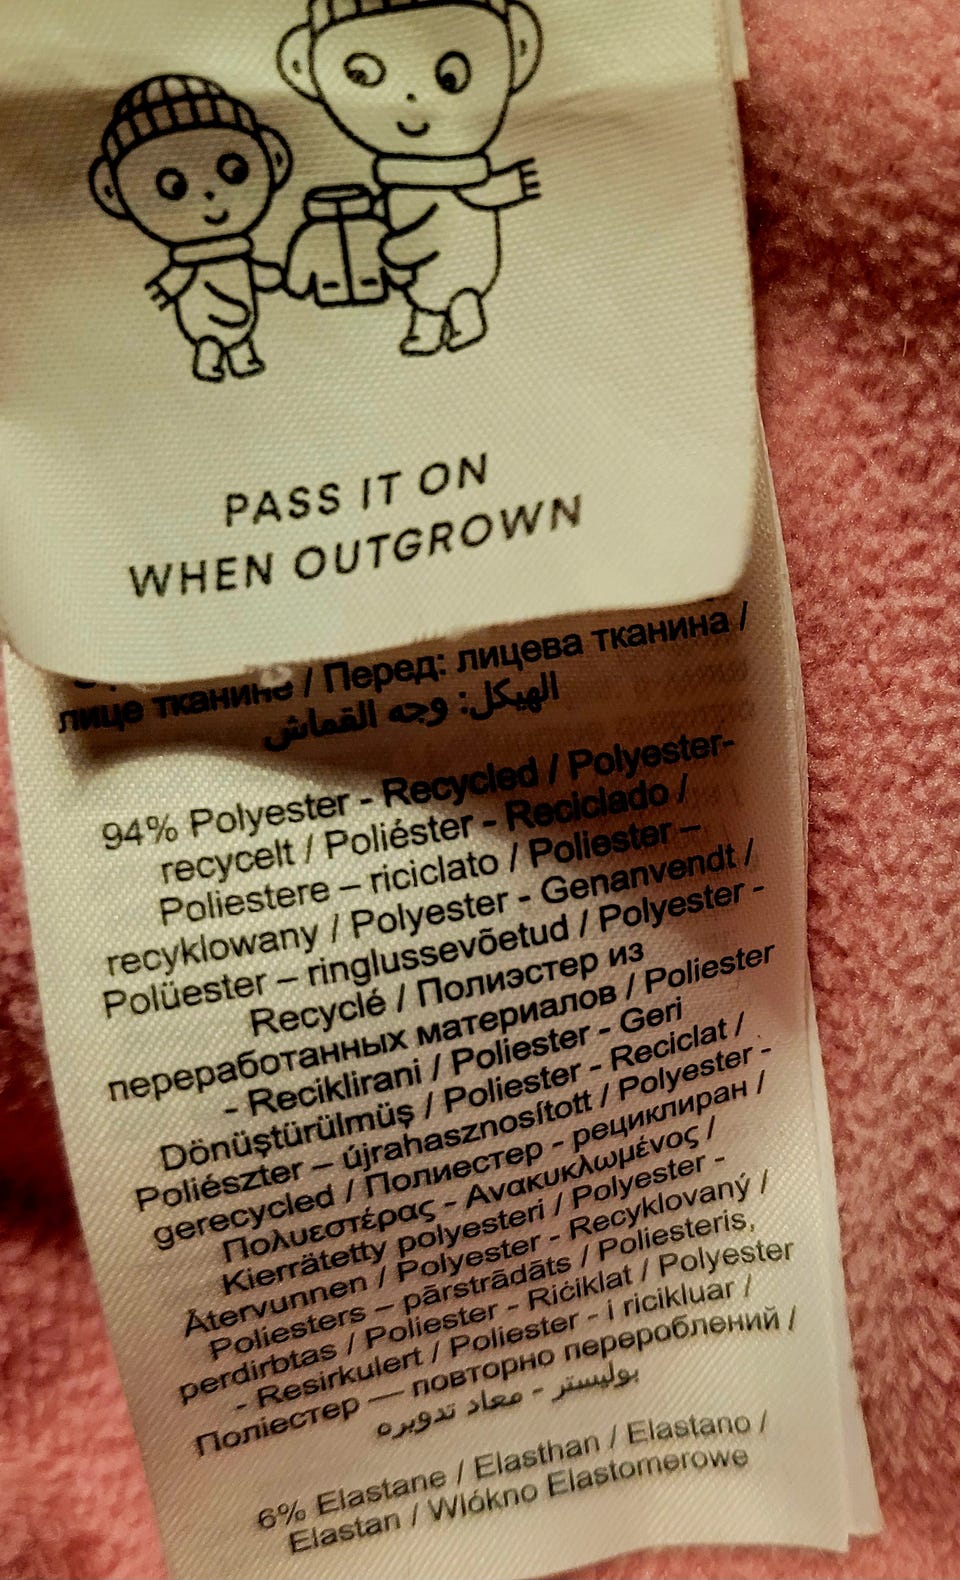 PASS IT ON
WHEN OUTGROWN
лице тканине / Перед: лицева тканина /
الهيكل: وجه القماش
94% Polyester - Recycled / Polyester-
recycelt / Poliéster - Reciclado /
Poliestere – riciclato / Poliester –
recyklowany / Polyester - Genanvendt /
Polüester – ringlussevõetud / Polyester -
Recyclé / Полиэстер из
переработанных материалов / Poliester
- Reciklirani / Poliester - Geri
Dönüştürülmüş / Poliester - Reciclat /
Poliészter – újrahasznosított / Polyester -
gerecycled / Полиестер - рециклиран /
Πολυεστέρας - Ανακυκλωμένος /
Kierrätetty polyesteri / Polyester -
Återvunnen / Polyester - Recyklovaný /
Poliesters – pārstrādāts / Poliesteris,
perdirbtas / Poliester - Riċiklat / Polyester
- Resirkulert / Poliester - i ricikluar /
Поліестер — повторно перероблений /
بوليستر - معاد تدويره
6% Elastane / Elasthan / Elastano /
Elastan / Włókno Elastomerowe